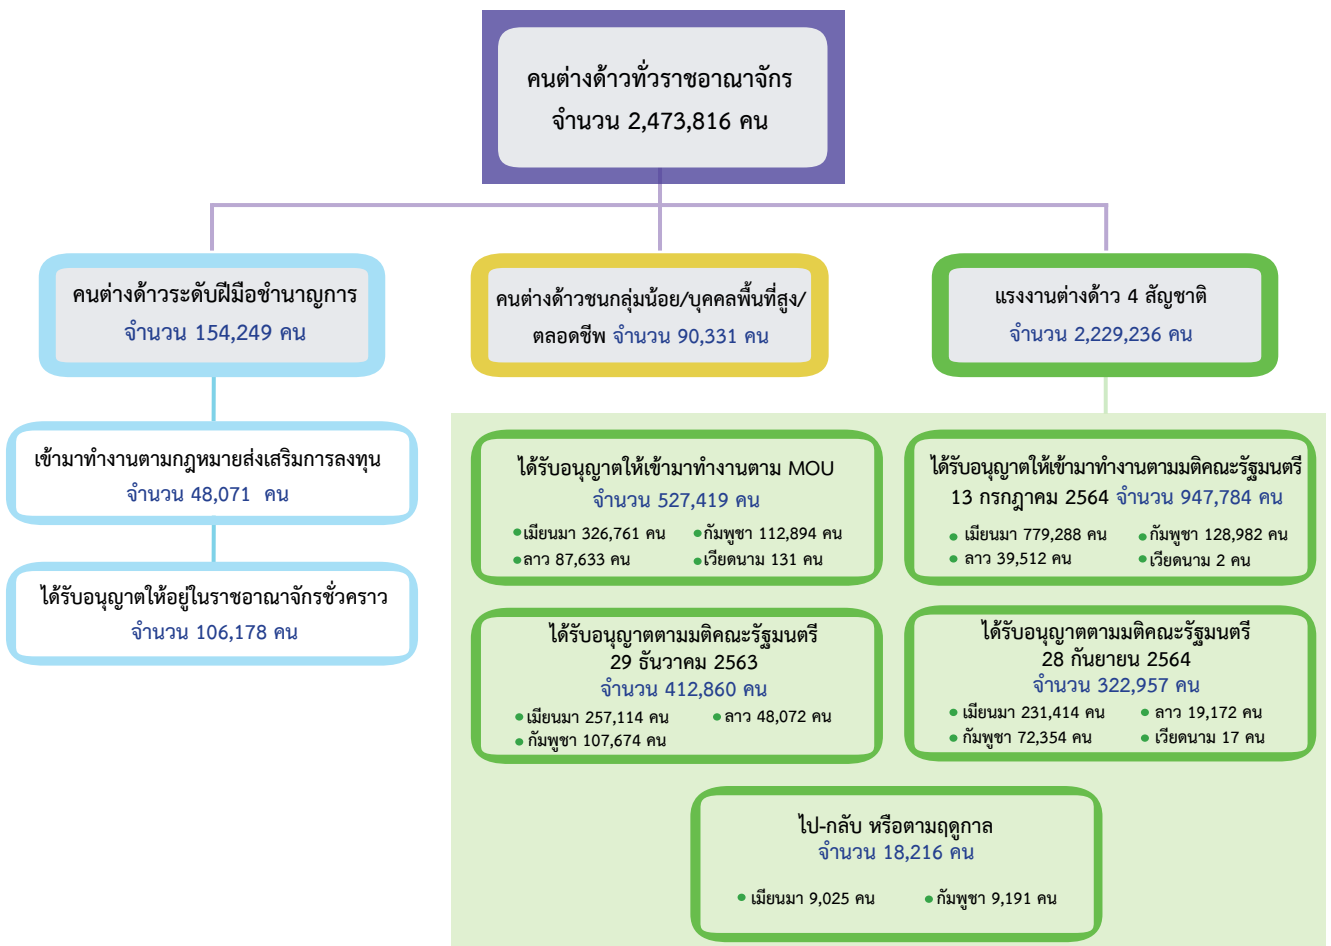 คนต่างด้าวทั่วราชอาณาจักร
จำนวน 2,473,816 คน
คนต่างด้าวระดับฝีมือชำนาญการ
จำนวน 154,249 คน
เข้ามาทำงานตามกฎหมายส่งเสริมการลงทุน
จำนวน 48,071 คน
ได้รับอนุญาตให้อยู่ในราชอาณาจักรชั่วคราว
จำนวน 106,178 คน
คนต่างด้าวชนกลุ่มน้อย/บุคคลพื้นที่สูง/
ตลอดชีพ จำนวน 90,331 คน
แรงงานต่างด้าว 4 สัญชาติ
จำนวน 2,229,236 คน
ได้รับอนุญาตให้เข้ามาทำงานตาม MOU
จำนวน 527,419 คน
•เมียนมา 326,761 คน •กัมพูชา 112,894 คน
•ลาว 87,633 คน •เวียดนาม 131 คน
ได้รับอนุญาตให้เข้ามาทำงานตามมติคณะรัฐมนตรี
13 กรกฎาคม 2564 จำนวน 947,784 คน
• เมียนมา 779,288 คน •กัมพูชา 128,982 คน
• ลาว 39,512 คน •เวียดนาม 2 คน
ได้รับอนุญาตตามมติคณะรัฐมนตรี
29 ธันวาคม 2563
จำนวน 412,860 คน
•เมียนมา 257,114 คน •ลาว 48,072 คน
•กัมพูชา 107,674 คน
ได้รับอนุญาตตามมติคณะรัฐมนตรี
28 กันยายน 2564
จำนวน 322,957 คน
• เมียนมา 231,414 คน • ลาว 19,172 คน
• กัมพูชา 72,354 คน • เวียดนาม 17 คน
ไป-กลับ หรือตามฤดูกาล
จำนวน 18,216 คน
• เมียนมา 9,025 คน •กัมพูชา 9,191 คน